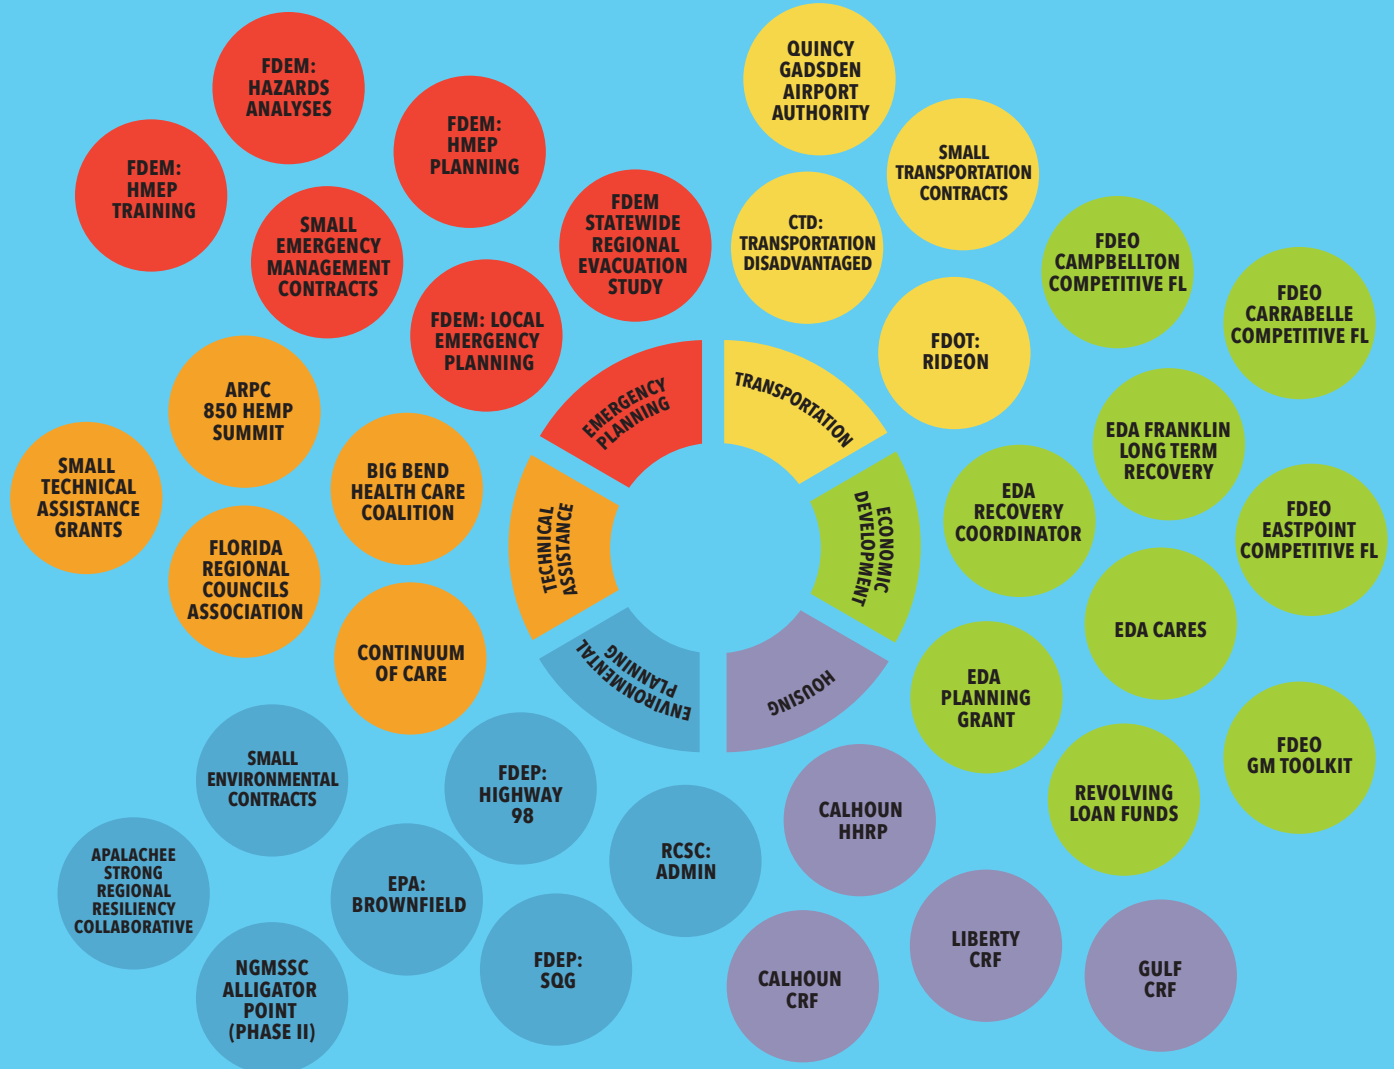 FDEM:
HAZARDS
ANALYSES
FDEM:
HMEP
PLANNING
FDEM:
HMEP
TRAINING
SMALL
EMERGENCY
MANAGEMENT
CONTRACTS
FDEM
STATEWIDE
REGIONAL
EVACUATION
STUDY
FDEM: LOCAL
EMERGENCY
PLANNING
QUINCY
GADSDEN
AIRPORT
AUTHORITY
SMALL
TRANSPORTATION
CONTRACTS
CTD:
TRANSPORTATION
DISADVANTAGED
FDOT:
RIDEON
FDEO
CAMPBELLTON
COMPETITIVE FL
FDEO
CARRABELLE
COMPETITIVE FL
EDA FRANKLIN
LONG TERM
RECOVERY
EDA
RECOVERY
COORDINATOR
FDEO
EASTPOINT
COMPETITIVE FL
EDA CARES
EDA
PLANNING
GRANT
REVOLVING
LOAN FUNDS
FDEO
GM TOOLKIT
EMERGENCY
PLANNING
TRANSPORTATION
ECONOMIC
DEVELOPMENT
HOUSING
ENVIRONMENTAL
PLANNING
TECHNICAL
ASSISTANCE
ARPC
850 HEMP
SUMMIT
SMALL
TECHNICAL
ASSISTANCE
GRANTS
BIG BEND
HEALTH CARE
COALITION
FLORIDA
REGIONAL
COUNCILS
ASSOCIATION
CONTINUUM
OF CARE
SMALL
ENVIRONMENTAL
CONTRACTS
FDEP:
HIGHWAY
98
APALACHEE
STRONG
REGIONAL
RESILIENCY
COLLABORATIVE
EPA:
BROWNFIELD
RCSC:
ADMIN
NGMSSC
ALLIGATOR
POINT
(PHASE II)
FDEP:
SQG
CALHOUN
HHRP
CALHOUN
CRF
LIBERTY
CRF
GULF
CRF